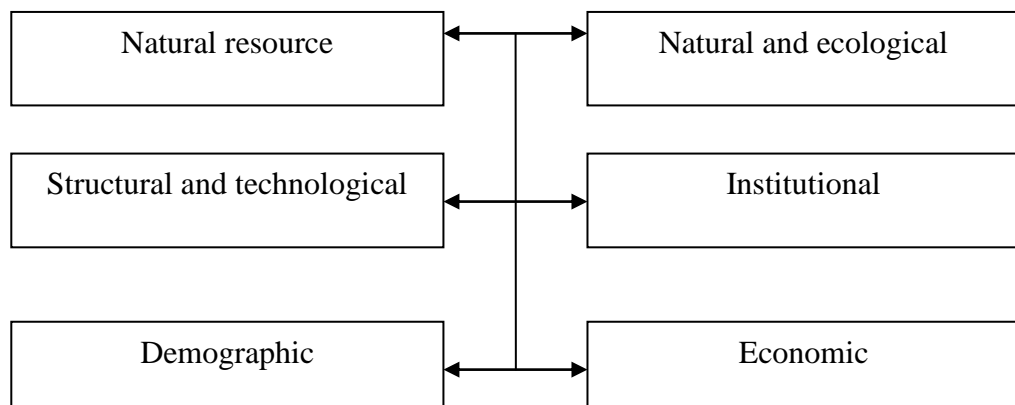 Natural resource
Natural and ecological
Structural and technological
Institutional
Demographic
Economic